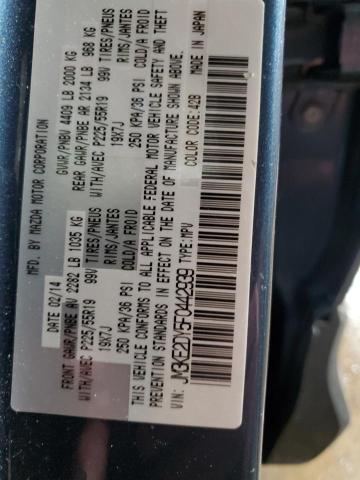 MFD. BY MAZDA MOTOR CORPORATION
DATE 02/14 GVWR/PNBV 4409 LB 2000 KG
FRONT GAWR/PNBE AV 2282 LB 1035 KG REAR GAWR/PNBE AR 2134 LB 968 KG
WITH/AVEC P225/55R19 99V TIRES/PNEUS WITH/AVEC P225/55R19 99V TIRES/PNEUS
19X7J RIMS/JANTES 19X7J RIMS/JANTES
250 KPA/36 PSI COLD/A FROID 250 KPA/36 PSI COLD/A FROID
THIS VEHICLE CONFORMS TO ALL APPLICABLE FEDERAL MOTOR VEHICLE SAFETY AND THEFT
PREVENTION STANDARDS IN EFFECT ON THE DATE OF MANUFACTURE SHOWN ABOVE.
VIN: JM3KE2DY5F0442939 TYPE:MPV COLOR CODE:42B MADE IN JAPAN